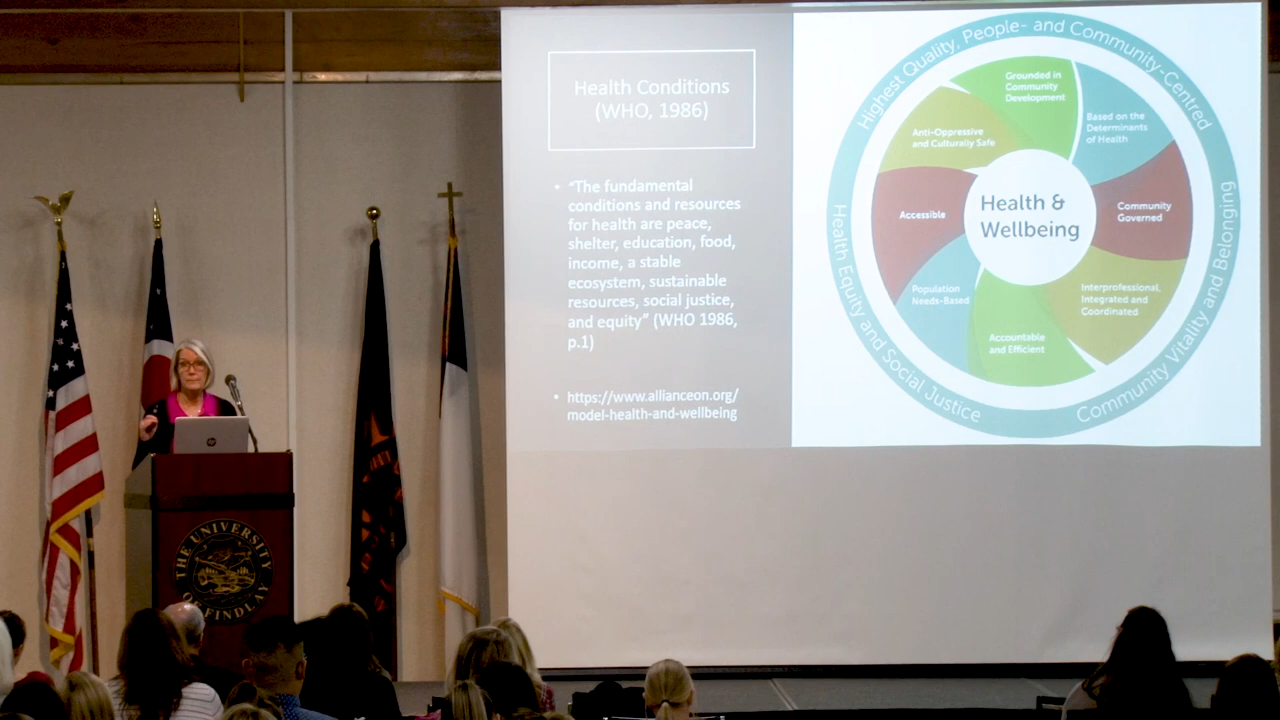 Health Conditions
(WHO, 1986)
• “The fundamental
conditions and resources
for health are peace,
shelter, education, food,
income, a stable
ecosystem, sustainable
resources, social justice,
and equity” (WHO 1986,
p.1)
• https://www.allianceon.org/
model-health-and-wellbeing
Highest Quality, People- and Community-Centred
Community Vitality and Belonging
Health Equity and Social Justice
Grounded in
Community
Development
Based on the
Determinants
of Health
Community
Governed
Interprofessional,
Integrated and
Coordinated
Accountable
and Efficient
Population
Needs-Based
Accessible
Anti-Oppressive
and Culturally Safe
Health &
Wellbeing
hp
THE UNIVERSITY
OF FINDLAY